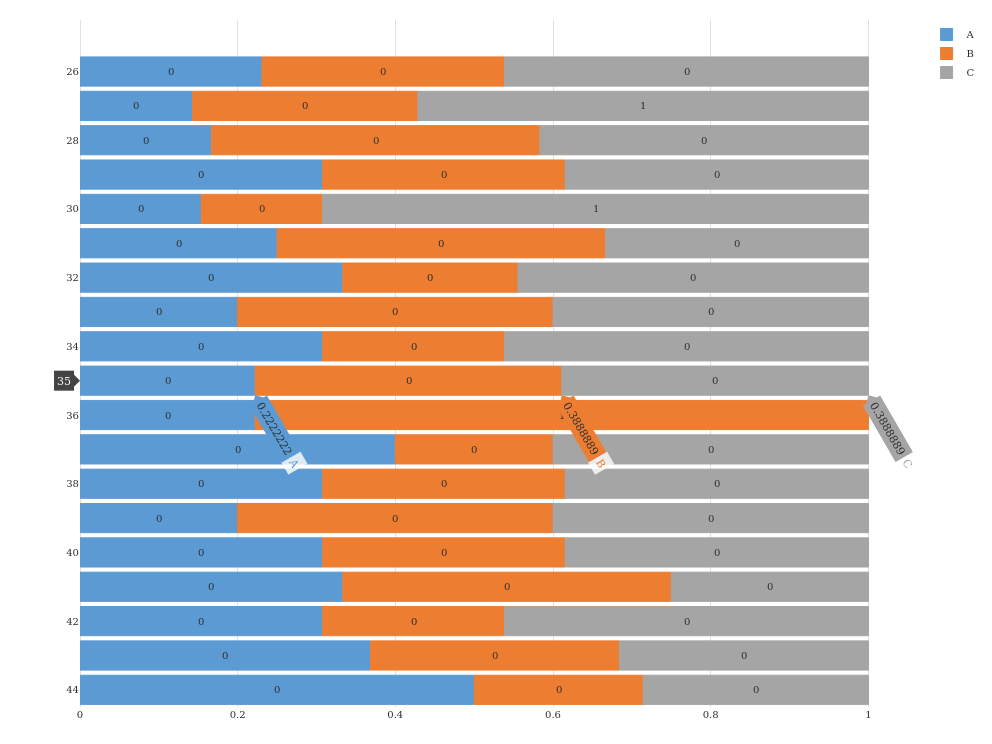 A
B
C
26 0 0 0
0 0 1
28 0 0 0
0 0 0
30 0 0 1
0 0 0
32 0 0 0
0 0 0
34 0 0 0
35 0 0 0
36 0
0.2222222 A
0.3888889 B
0.3888889 C
0 0 0
38 0 0 0
0 0 0
40 0 0 0
0 0 0
42 0 0 0
0 0 0
44 0 0 0
0 0.2 0.4 0.6 0.8 1